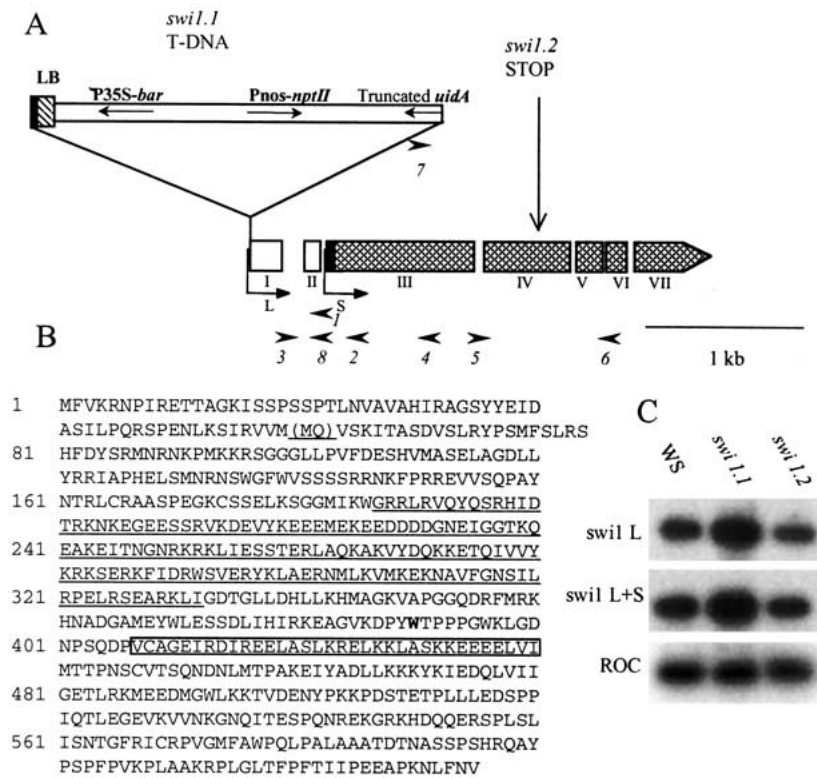 A
swi1.1
T-DNA
swi1.2
STOP
LB
P35S-bar
Pnos-nptII
Truncated uidA
7
I II III IV V VI VII
L S
1
B
3 8 2 4 5 6
1 kb
1 MFVKRNPIRETTAGKISSPSSPTLNVAVAHIRAGSYYEID
ASILPQRSPENLKSIRVVM(MQ)VSKITASDVSLRYPSMFSLRS
81 HFDYSRMNRNKPMKKRSGGGLLPVFDESHVMASELAGDLL
YRRIAPHELSMNRNSWGFWVSSSSRRNKFPRREVVSQPAY
161 NTRLCRAASPEGKCSSELKSGGMIKWGRRLRVQYQSRHID
TRKNKEGEESSRVKDEVYKEEEMEKEEDDDDGNEIGGTKQ
241 EAKEITNGNRKRKLIESSTERLAQKAKVYDQKKETQIVVY
KRKSERKFIDRWSVERYKLAERNMLKVMKEKNAVFGNSIL
321 RPELRSEARKLIGDTGLLDHLLKHMAGKVAPGGQDRFMRK
HNADGAMEYWLESSDLIHIRKEAGVKDPYWTPPPGWKLGD
401 NPSQDPVCAGEIRDIREELASLKRELKKLASKKEEEELVI
MTTPNSCVTSQNDNLMTPAKEIYADLLKKKYKIEDQLVII
481 GETLRKMEEDMGWLKKTVDENYPKKPDSTETPLLLEDSPP
IQTLEGEVKVVNKGNQITESPQNREKGRKHDQQERSPLSL
561 ISNTGFRICRPVGMFAWPQLPALAAATDTNASSPSHRQAY
PSPFPVKPLAAKRPLGLTFPFTIIPEEAPKNLFNV
C
WS swi 1.1 swi 1.2
swi1 L
swi1 L+S
ROC